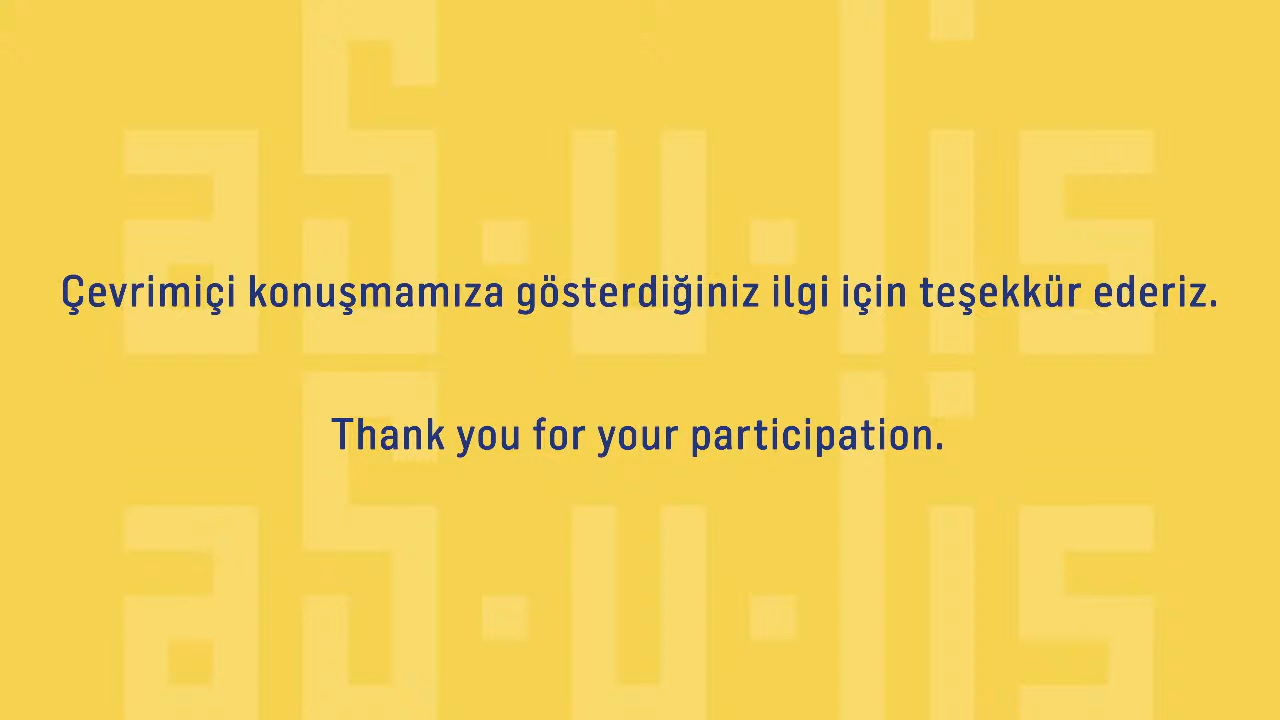 Çevrimiçi konuşmamıza gösterdiğiniz ilgi için teşekkür ederiz.
Thank you for your participation.